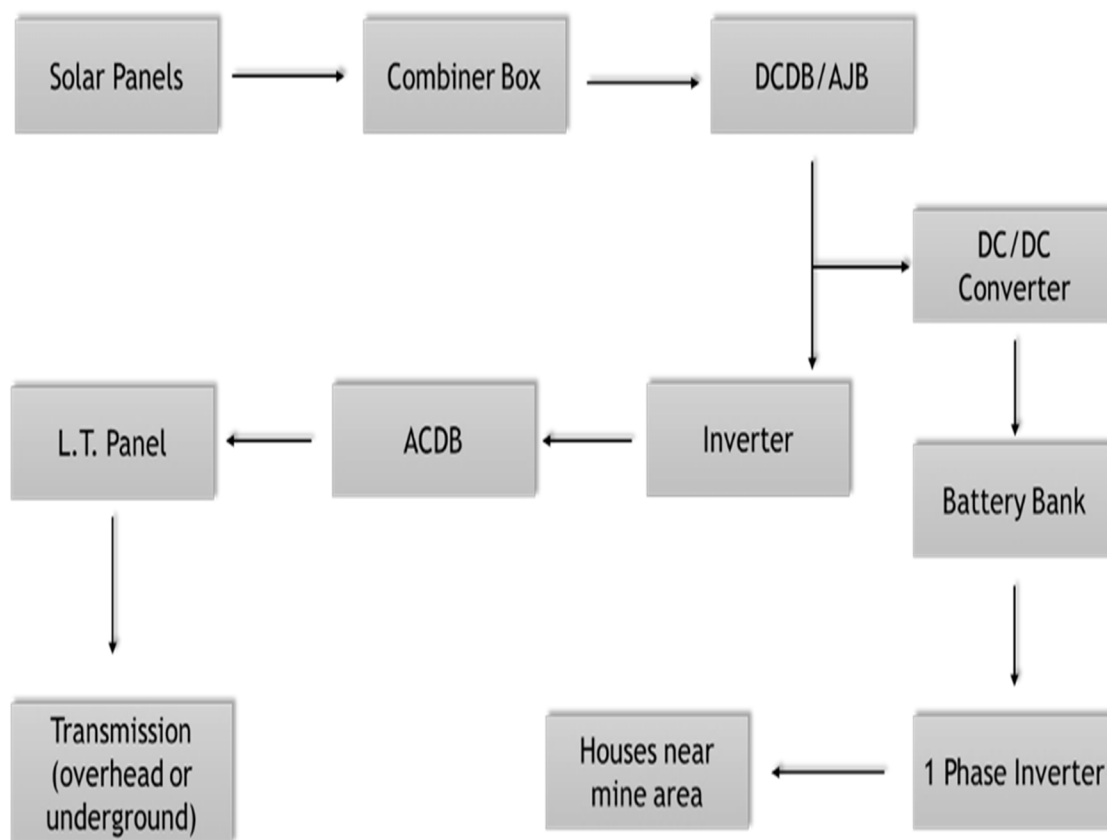 Solar Panels
Combiner Box
DCDB/AJB
DC/DC
Converter
L.T. Panel
ACDB
Inverter
Battery Bank
Transmission
(overhead or
underground)
Houses near
mine area
1 Phase Inverter